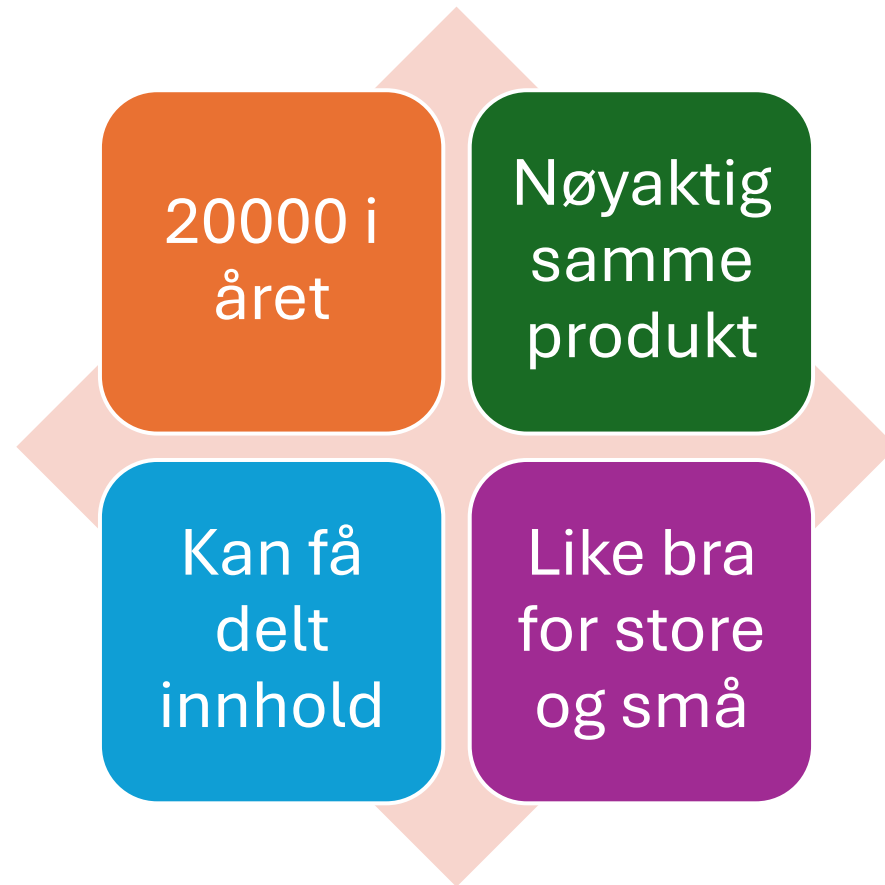 20000 i
året
Nøyaktig
samme
produkt
Kan få
delt
innhold
Like bra
for store
og små